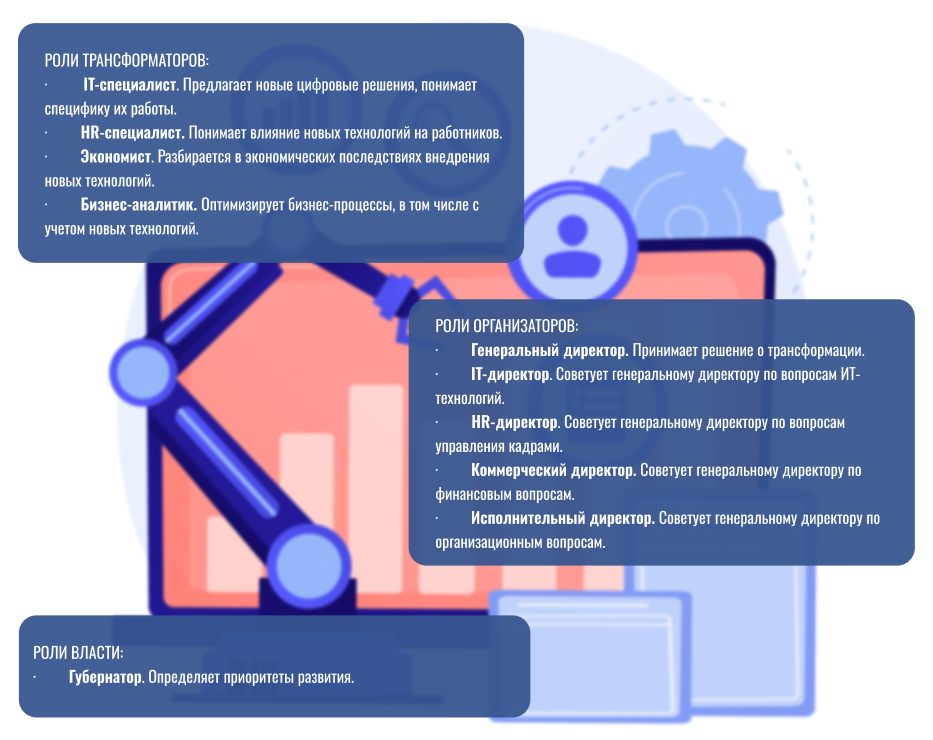 РОЛИ ТРАНСФОРМАТОРОВ:
· IT-специалист. Предлагает новые цифровые решения, понимает
специфику их работы.
· HR-специалист. Понимает влияние новых технологий на работников.
· Экономист. Разбирается в экономических последствиях внедрения
новых технологий.
· Бизнес-аналитик. Оптимизирует бизнес-процессы, в том числе с
учетом новых технологий.
РОЛИ ОРГАНИЗАТОРОВ:
· Генеральный директор. Принимает решение о трансформации.
· IT-директор. Советует генеральному директору по вопросам ИТ-
технологий.
· HR-директор. Советует генеральному директору по вопросам
управления кадрами.
· Коммерческий директор. Советует генеральному директору по
финансовым вопросам.
· Исполнительный директор. Советует генеральному директору по
организационным вопросам.
РОЛИ ВЛАСТИ:
· Губернатор. Определяет приоритеты развития.